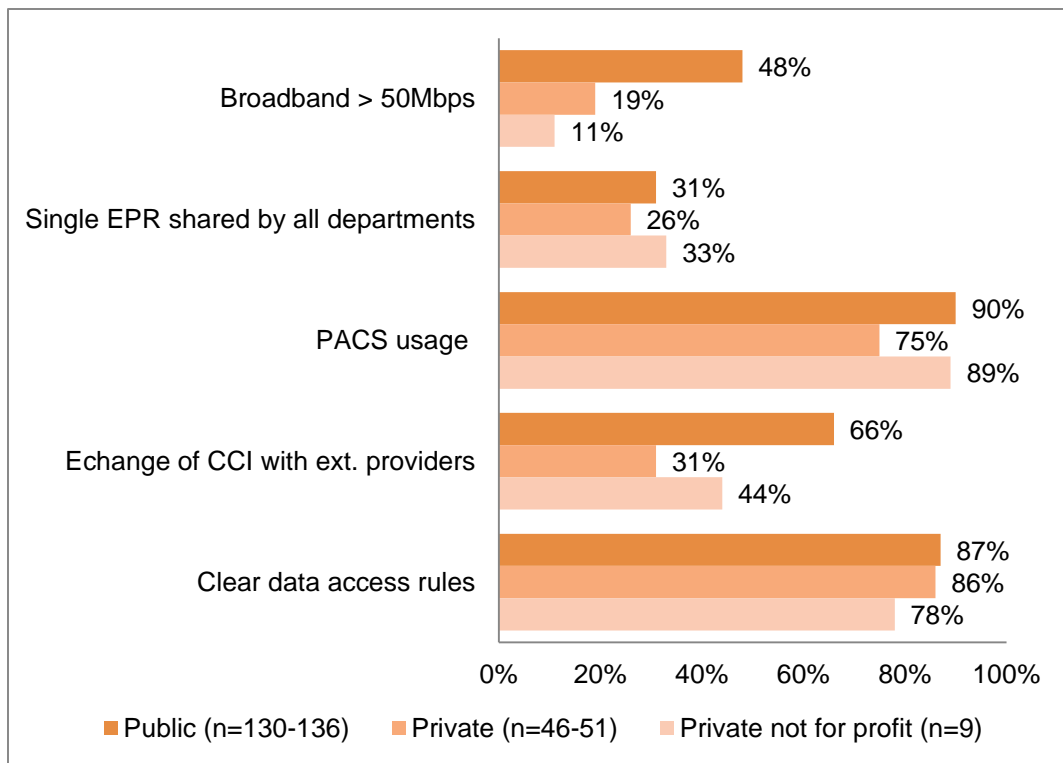 Broadband > 50Mbps
48%
19%
11%
Single EPR shared by all departments
31%
26%
33%
PACS usage
90%
75%
89%
Echange of CCI with ext. providers
66%
31%
44%
Clear data access rules
87%
86%
78%
0% 20% 40% 60% 80% 100%
Public (n=130-136) Private (n=46-51) Private not for profit (n=9)